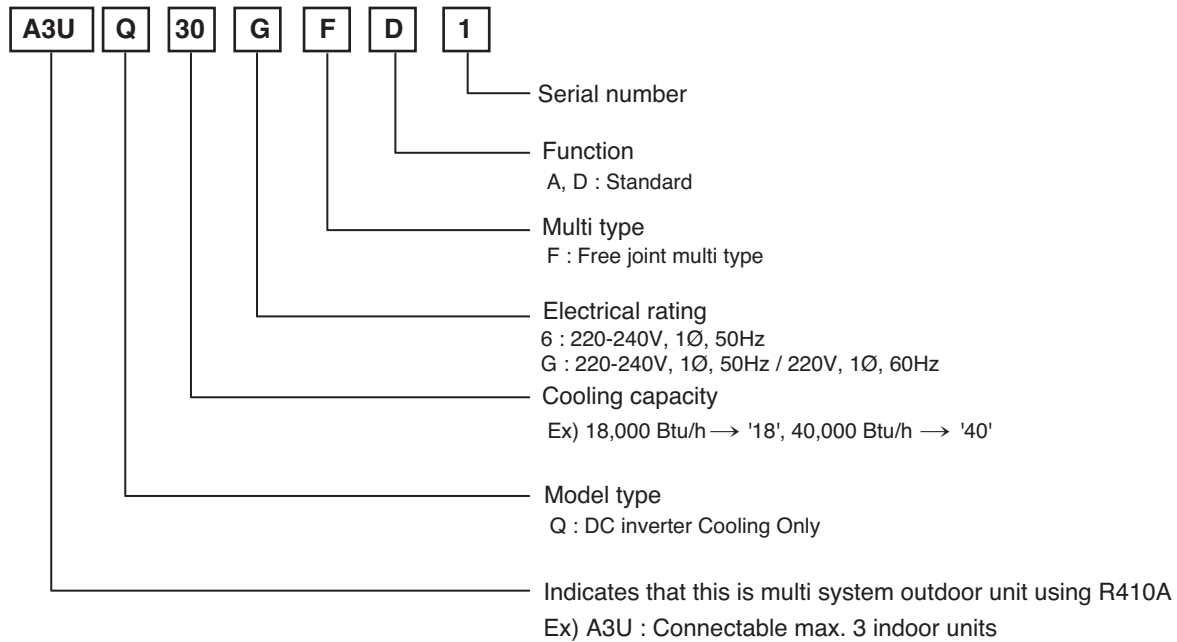 A3U Q 30 G F D 1
Serial number
Function
A, D : Standard
Multi type
F : Free joint multi type
Electrical rating
6 : 220-240V, 1Ø, 50Hz
G : 220-240V, 1Ø, 50Hz / 220V, 1Ø, 60Hz
Cooling capacity
Ex) 18,000 Btu/h → '18', 40,000 Btu/h → '40'
Model type
Q : DC inverter Cooling Only
Indicates that this is multi system outdoor unit using R410A
Ex) A3U : Connectable max. 3 indoor units